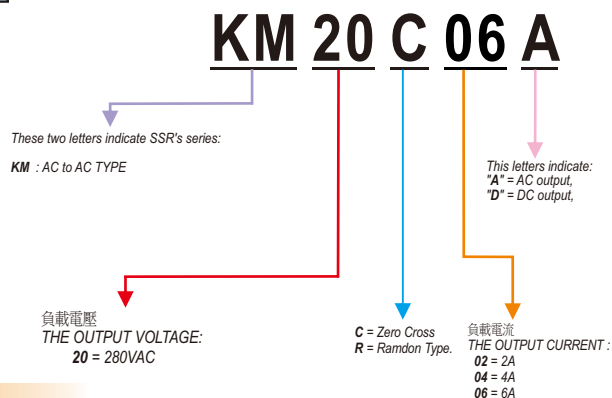 KM 20 C 06 A
These two letters indicate SSR's series:
KM : AC to AC TYPE
This letters indicate:
"A" = AC output,
"D" = DC output,
負載電壓
THE OUTPUT VOLTAGE:
20 = 280VAC
C = Zero Cross
R = Ramdon Type.
負載電流
THE OUTPUT CURRENT :
02 = 2A
04 = 4A
06 = 6A